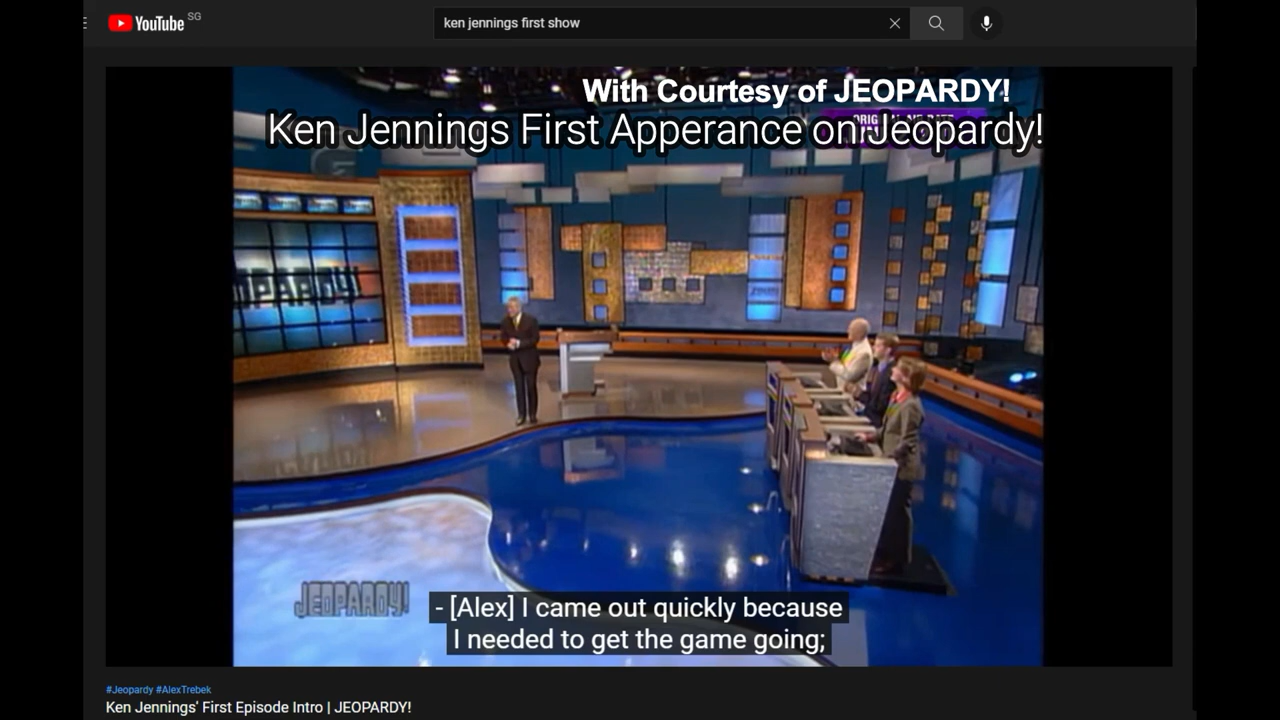 YouTube SG
ken jennings first show
With Courtesy of JEOPARDY!
Ken Jennings First Apperance on Jeopardy!
JEOPARDY!
- [Alex] I came out quickly because
I needed to get the game going;
#Jeopardy #AlexTrebek
Ken Jennings' First Episode Intro | JEOPARDY!